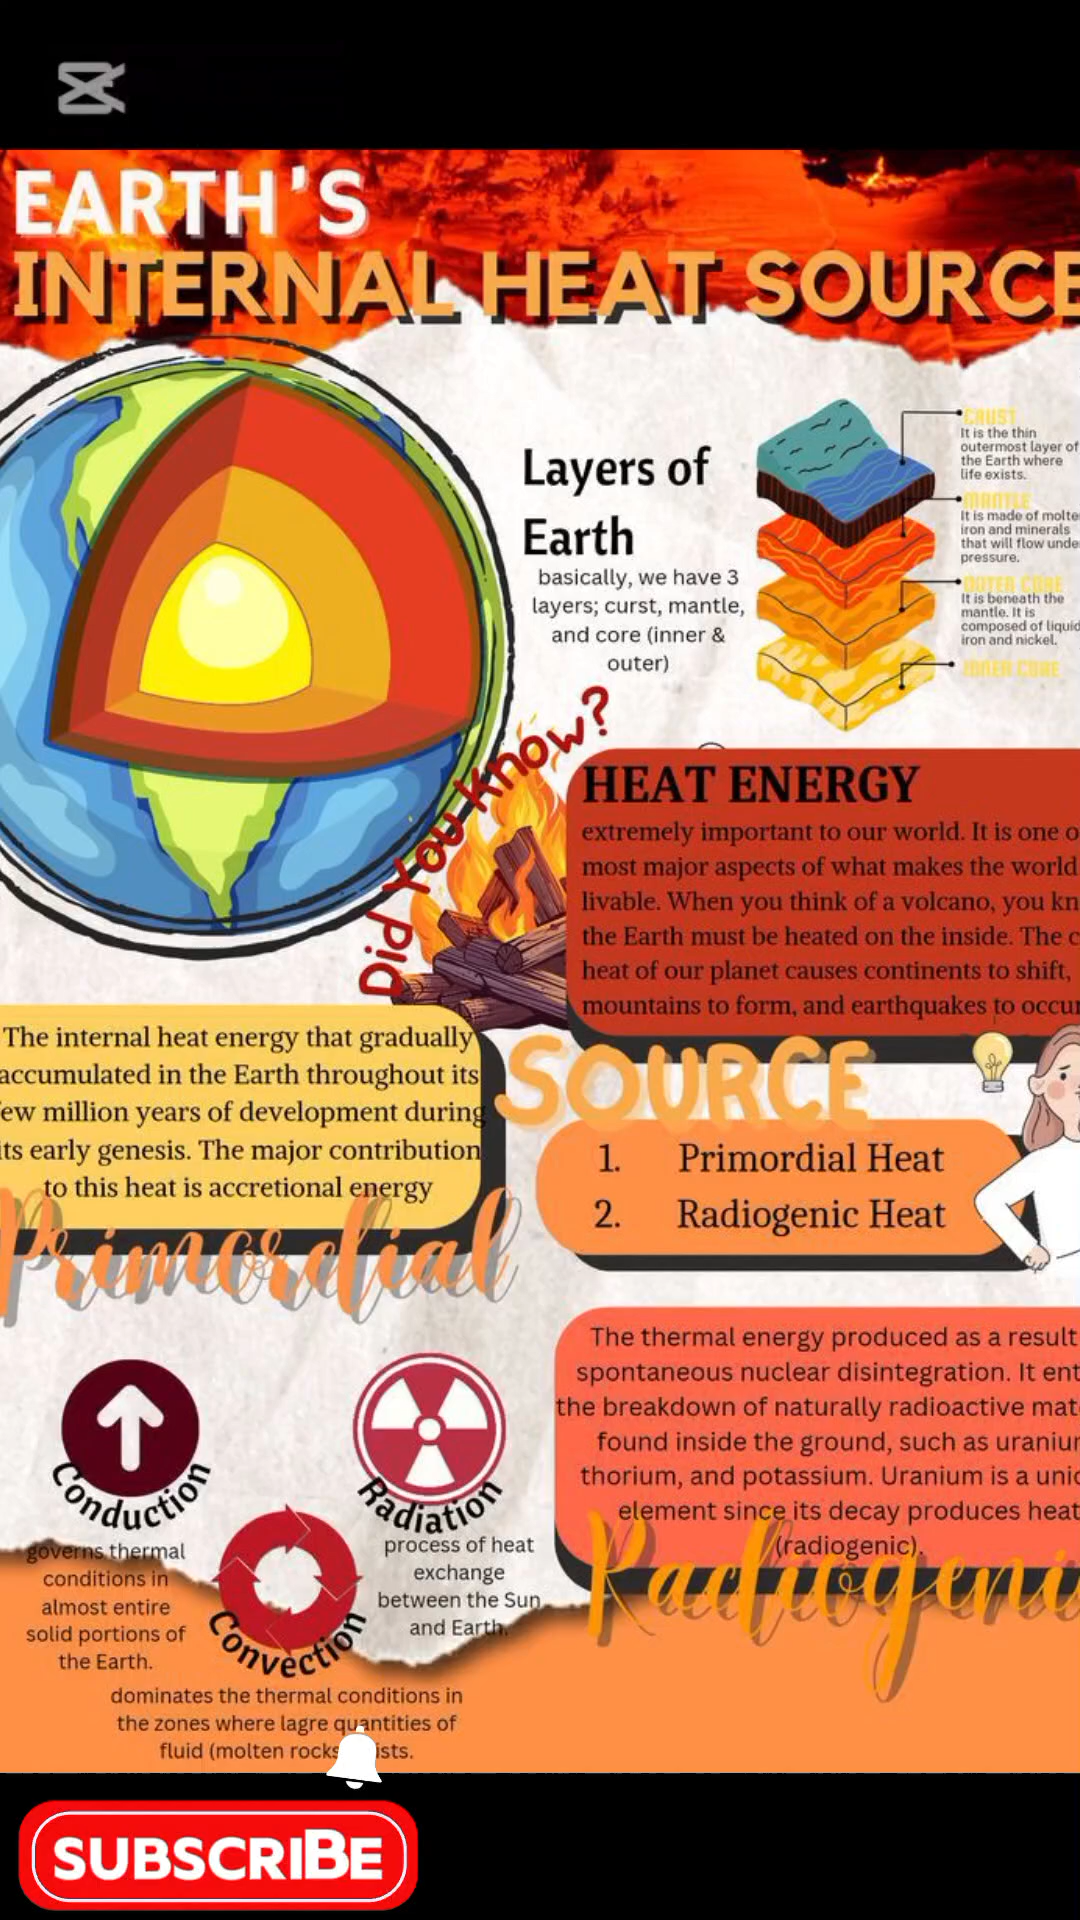 EARTH'S
INTERNAL HEAT SOURCE
Layers of
Earth
basically, we have 3
layers; curst, mantle,
and core (inner &
outer)
CRUST
It is the thin
outermost layer of
the Earth where
life exists.
MANTLE
It is made of molte
iron and minerals
that will flow unde
pressure.
OUTER CORE
It is beneath the
mantle. It is
composed of liquid
iron and nickel.
INNER CORE
Did You Know?
HEAT ENERGY
extremely important to our world. It is one o
most major aspects of what makes the world
livable. When you think of a volcano, you kn
the Earth must be heated on the inside. The c
heat of our planet causes continents to shift,
mountains to form, and earthquakes to occur
The internal heat energy that gradually
accumulated in the Earth throughout its
few million years of development during
its early genesis. The major contribution
to this heat is accretional energy
Primordial
SOURCE
1. Primordial Heat
2. Radiogenic Heat
The thermal energy produced as a result
spontaneous nuclear disintegration. It ent
the breakdown of naturally radioactive mat
found inside the ground, such as uraniu
thorium, and potassium. Uranium is a uni
element since its decay produces heat
(radiogenic).
Radiogeni
Conduction
governs thermal
conditions in
almost entire
solid portions of
the Earth.
Radiation
process of heat
exchange
between the Sun
and Earth.
Convection
dominates the thermal conditions in
the zones where lagre quantities of
fluid (molten rocks ists.
SUBSCRIBE